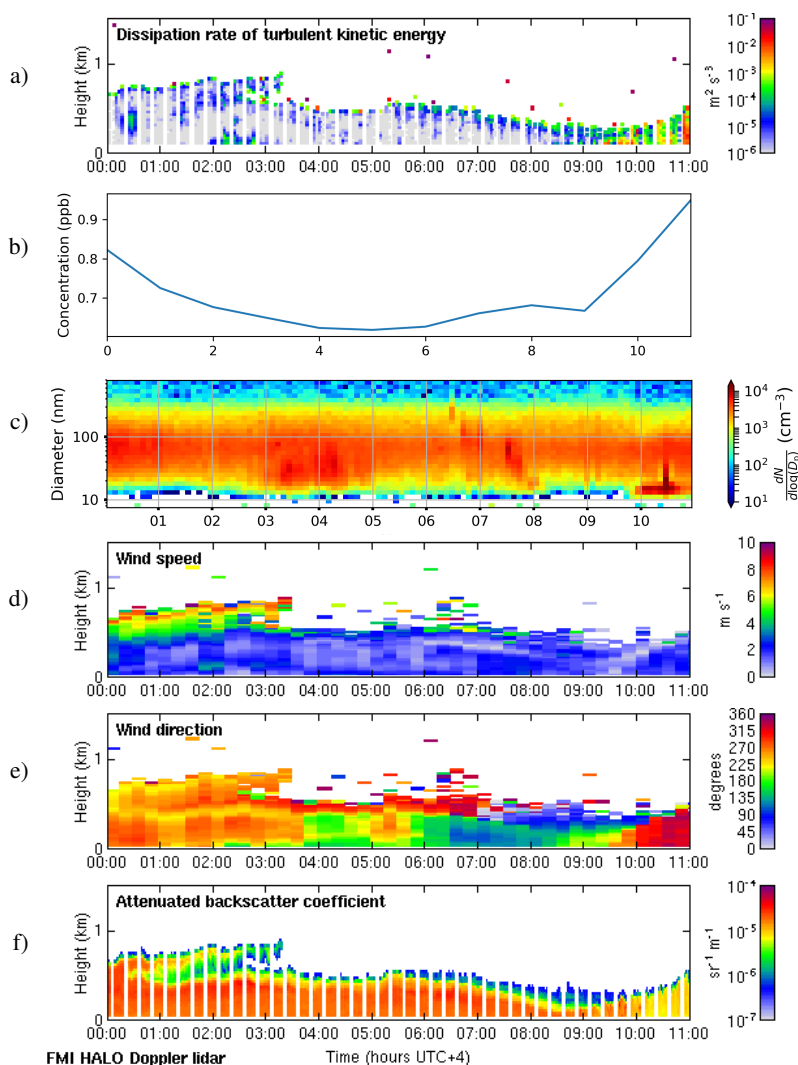 a)
Dissipation rate of turbulent kinetic energy
Height (km)
1
0
00:00 01:00 02:00 03:00 04:00 05:00 06:00 07:00 08:00 09:00 10:00 11:00
10⁻¹
10⁻²
10⁻³
10⁻⁴
10⁻⁵
10⁻⁶
m² s⁻³
b)
Concentration (ppb)
0.9
0.8
0.7
0 2 4 6 8 10
c)
Diameter (nm)
100
10
01 02 03 04 05 06 07 08 09 10
10⁴
10³
10²
10¹
dN/dlog(Dₚ) (cm⁻³)
d)
Wind speed
Height (km)
1
0
00:00 01:00 02:00 03:00 04:00 05:00 06:00 07:00 08:00 09:00 10:00 11:00
10
8
6
4
2
0
m s⁻¹
e)
Wind direction
Height (km)
1
0
00:00 01:00 02:00 03:00 04:00 05:00 06:00 07:00 08:00 09:00 10:00 11:00
360
315
270
225
180
135
90
45
0
degrees
f)
Attenuated backscatter coefficient
Height (km)
1
0
00:00 01:00 02:00 03:00 04:00 05:00 06:00 07:00 08:00 09:00 10:00 11:00
10⁻⁴
10⁻⁵
10⁻⁶
10⁻⁷
sr⁻¹ m⁻¹
FMI HALO Doppler lidar
Time (hours UTC+4)